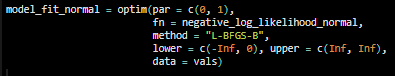 model_fit_normal = optim(par = c(0, 1),
fn = negative_log_likelihood_normal,
method = "L-BFGS-B",
lower = c(-Inf, 0), upper = c(Inf, Inf),
data = vals)